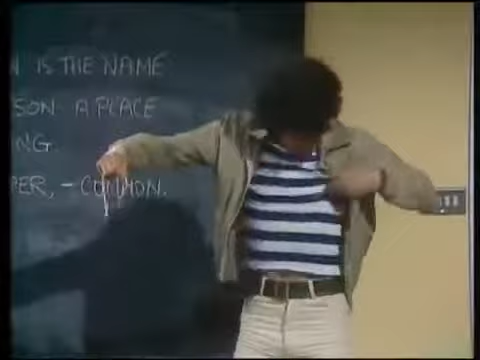 N IS THE NAME
SON A PLACE
NG.
PER, - COMMON.